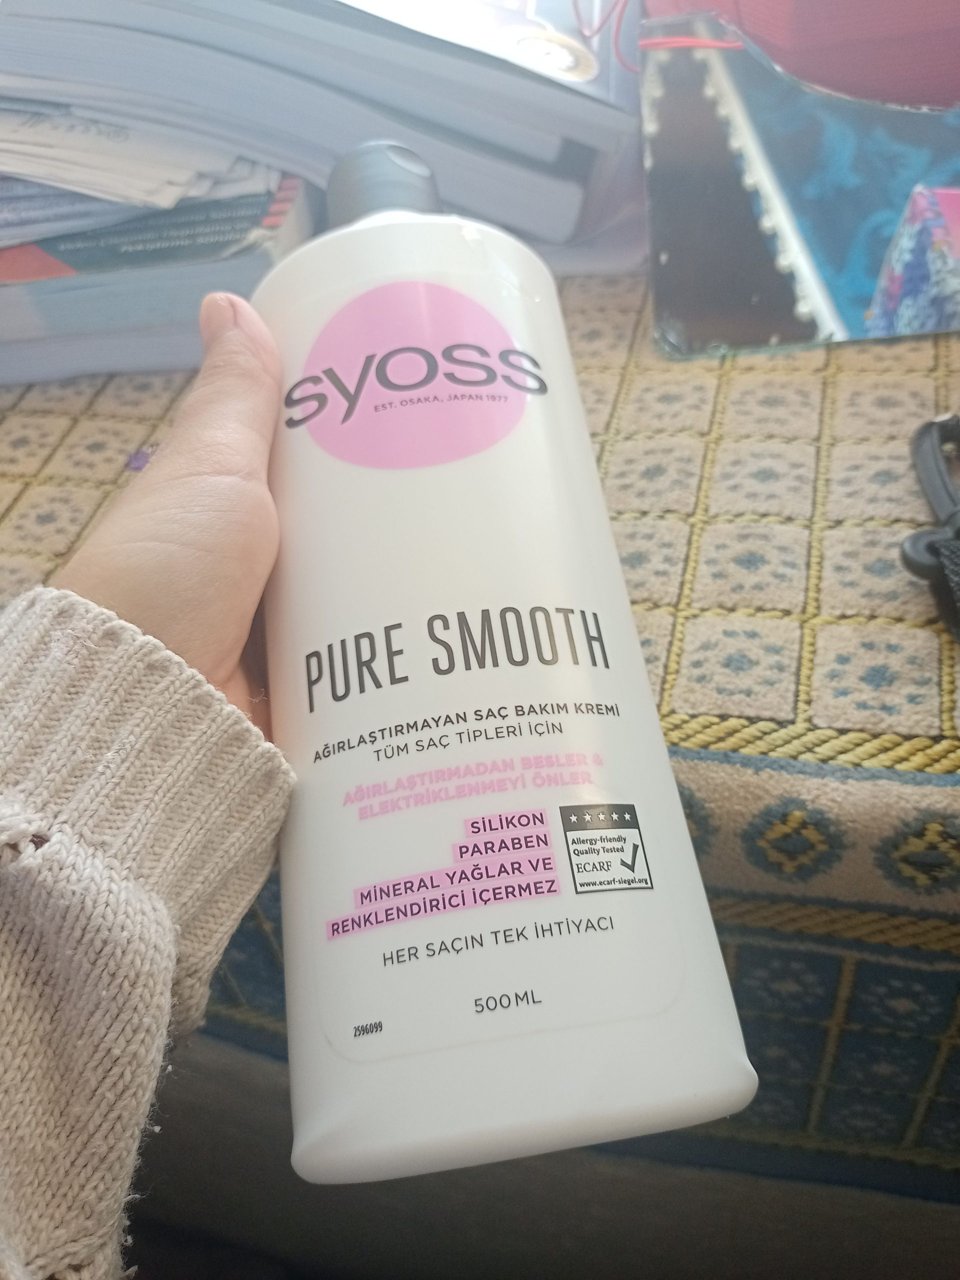 syoss
EST. OSAKA, JAPAN 1977
PURE SMOOTH
AĞIRLAŞTIRMAYAN SAÇ BAKIM KREMİ
TÜM SAÇ TİPLERİ İÇİN
AĞIRLAŞTIRMADAN BESLER &
ELEKTRİKLENMEYİ ÖNLER
SİLİKON
PARABEN
MİNERAL YAĞLAR VE
RENKLENDİRİCİ İÇERMEZ
Allergy-friendly
Quality Tested
ECARF
www.ecarf-siegel.org
HER SAÇIN TEK İHTİYACI
500ML
2596099